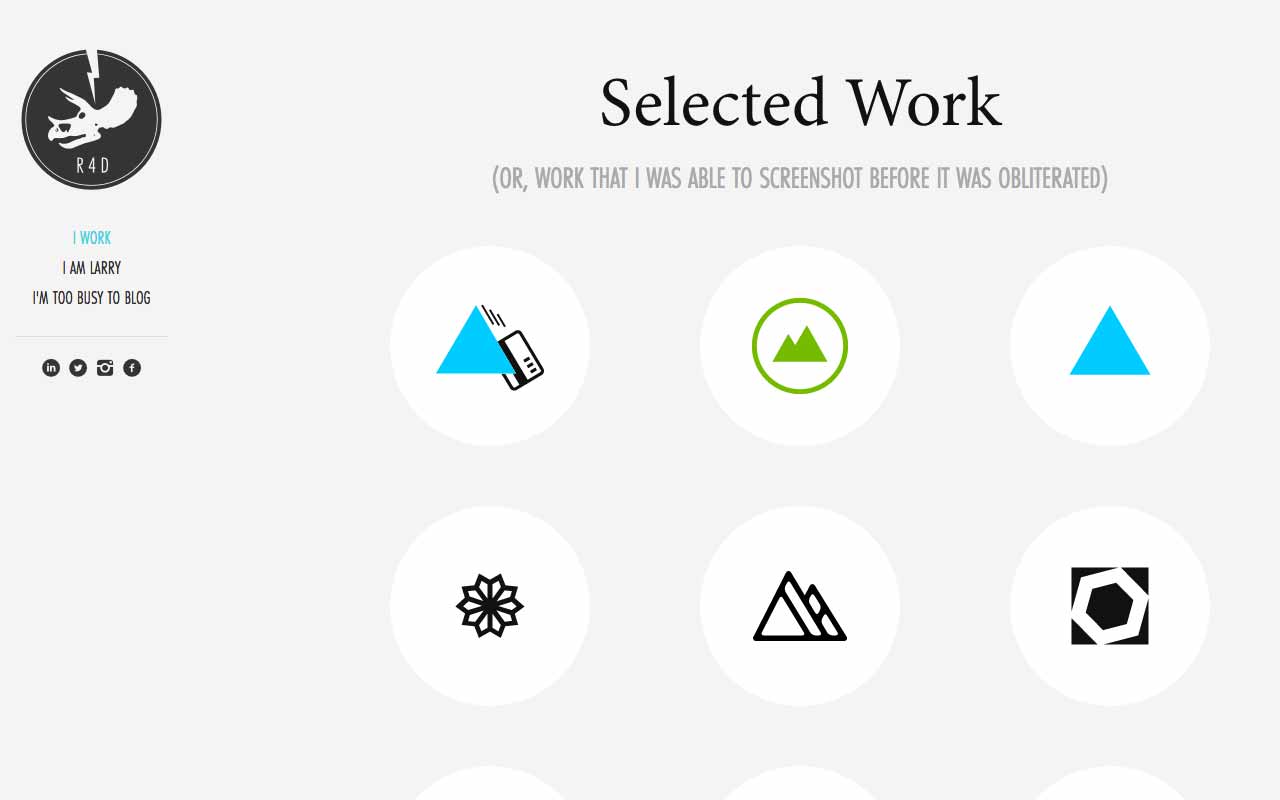 R4D
I WORK
I AM LARRY
I'M TOO BUSY TO BLOG
Selected Work
(OR, WORK THAT I WAS ABLE TO SCREENSHOT BEFORE IT WAS OBLITERATED)